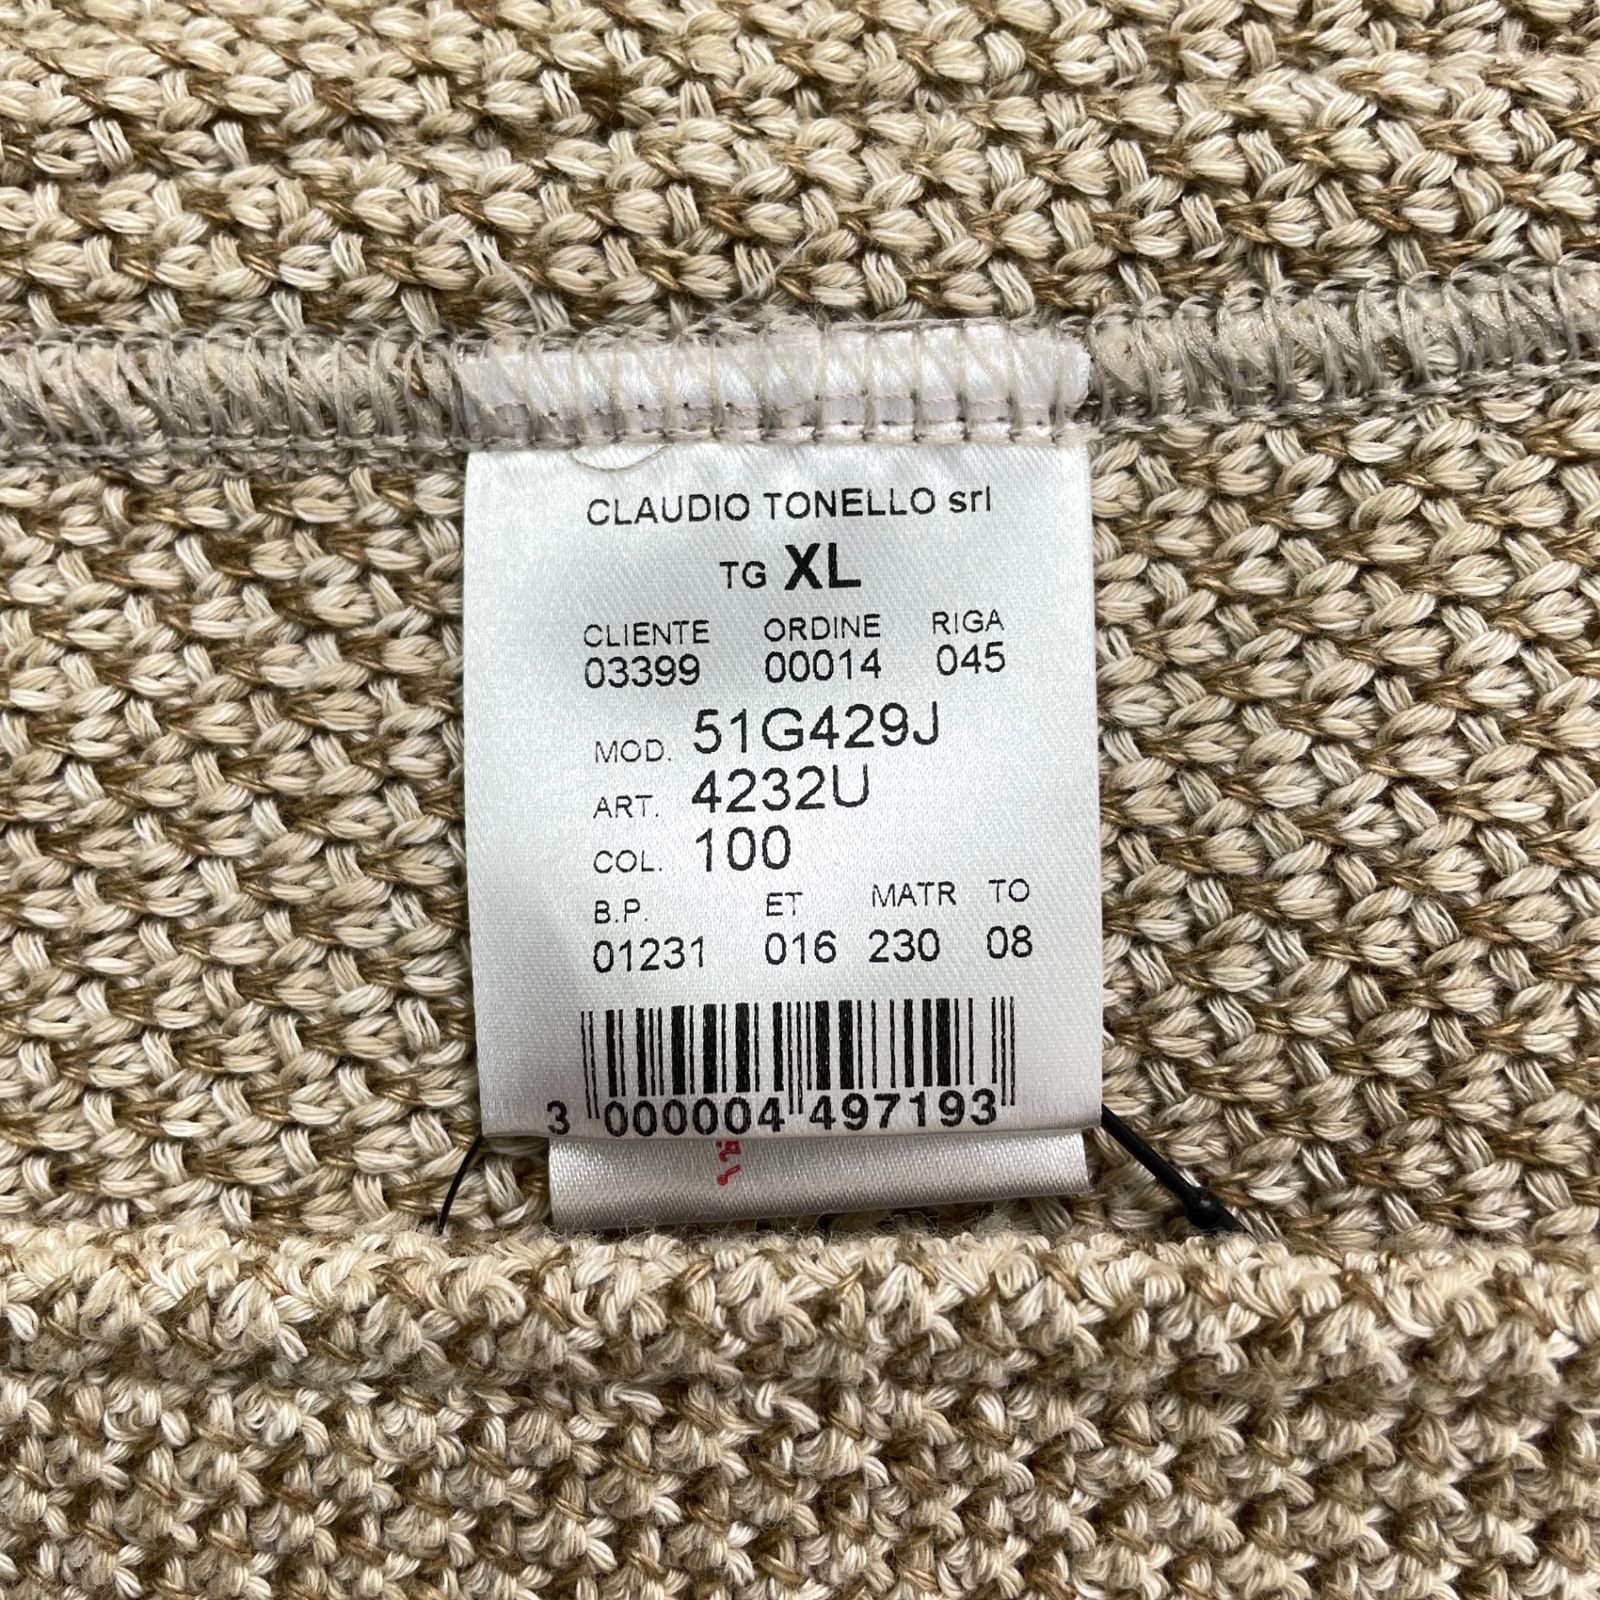 CLAUDIO TONELLO srl
TG XL
CLIENTE ORDINE RIGA
03399 00014 045
MOD. 51G429J
ART. 4232U
COL. 100
B.P. ET MATR TO
01231 016 230 08
3 000004 497193